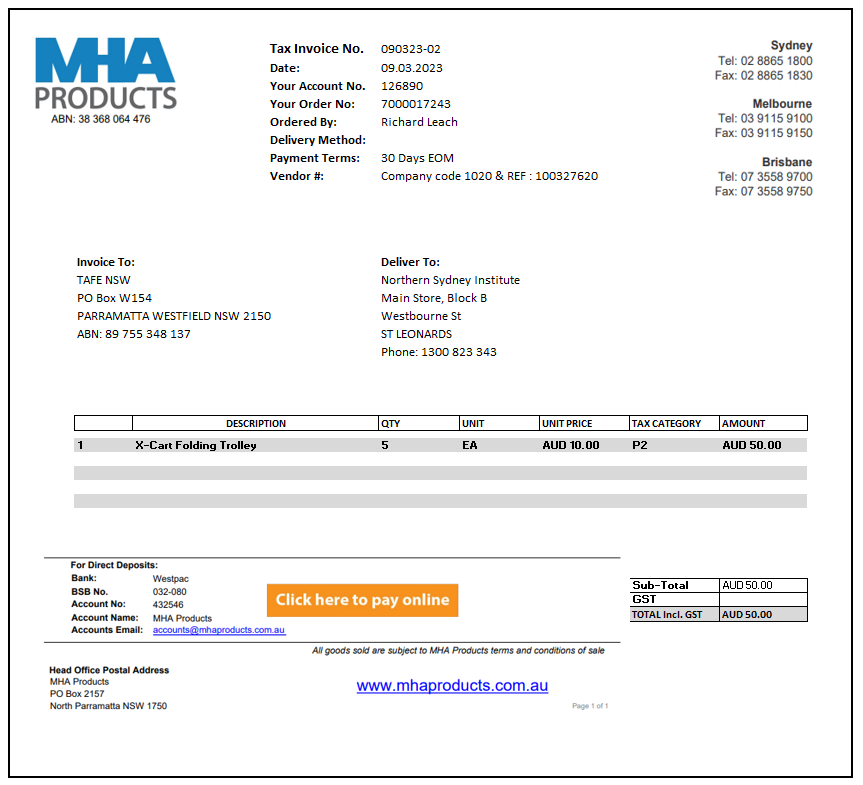 MHA
PRODUCTS
ABN: 38 368 064 476
Tax Invoice No. 090323-02
Date: 09.03.2023
Your Account No. 126890
Your Order No: 7000017243
Ordered By: Richard Leach
Delivery Method:
Payment Terms: 30 Days EOM
Vendor #: Company code 1020 & REF : 100327620
Sydney
Tel: 02 8865 1800
Fax: 02 8865 1830
Melbourne
Tel: 03 9115 9100
Fax: 03 9115 9150
Brisbane
Tel: 07 3558 9700
Fax: 07 3558 9750
Invoice To:
TAFE NSW
PO Box W154
PARRAMATTA WESTFIELD NSW 2150
ABN: 89 755 348 137
Deliver To:
Northern Sydney Institute
Main Store, Block B
Westbourne St
ST LEONARDS
Phone: 1300 823 343
DESCRIPTION QTY UNIT UNIT PRICE TAX CATEGORY AMOUNT
1 X-Cart Folding Trolley 5 EA AUD 10.00 P2 AUD 50.00
For Direct Deposits:
Bank: Westpac
BSB No. 032-080
Account No: 432546
Account Name: MHA Products
Accounts Email: accounts@mhaproducts.com.au
Click here to pay online
Sub-Total AUD 50.00
GST
TOTAL Incl. GST AUD 50.00
All goods sold are subject to MHA Products terms and conditions of sale
Head Office Postal Address
MHA Products
PO Box 2157
North Parramatta NSW 1750
www.mhaproducts.com.au
Page 1 of 1